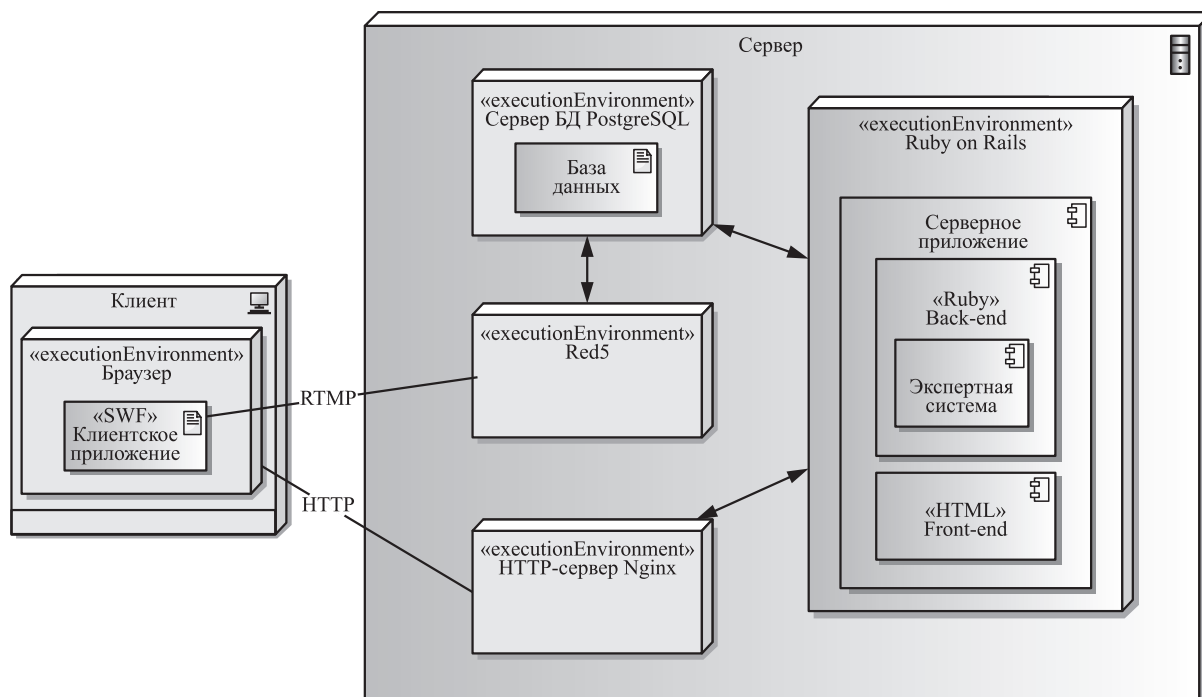 Сервер
«executionEnvironment»
Сервер БД PostgreSQL
База
данных
«executionEnvironment»
Ruby on Rails
Серверное
приложение
«Ruby»
Back-end
Экспертная
система
«HTML»
Front-end
Клиент
«executionEnvironment»
Браузер
«SWF»
Клиентское
приложение
RTMP
HTTP
«executionEnvironment»
Red5
«executionEnvironment»
HTTP-сервер Nginx